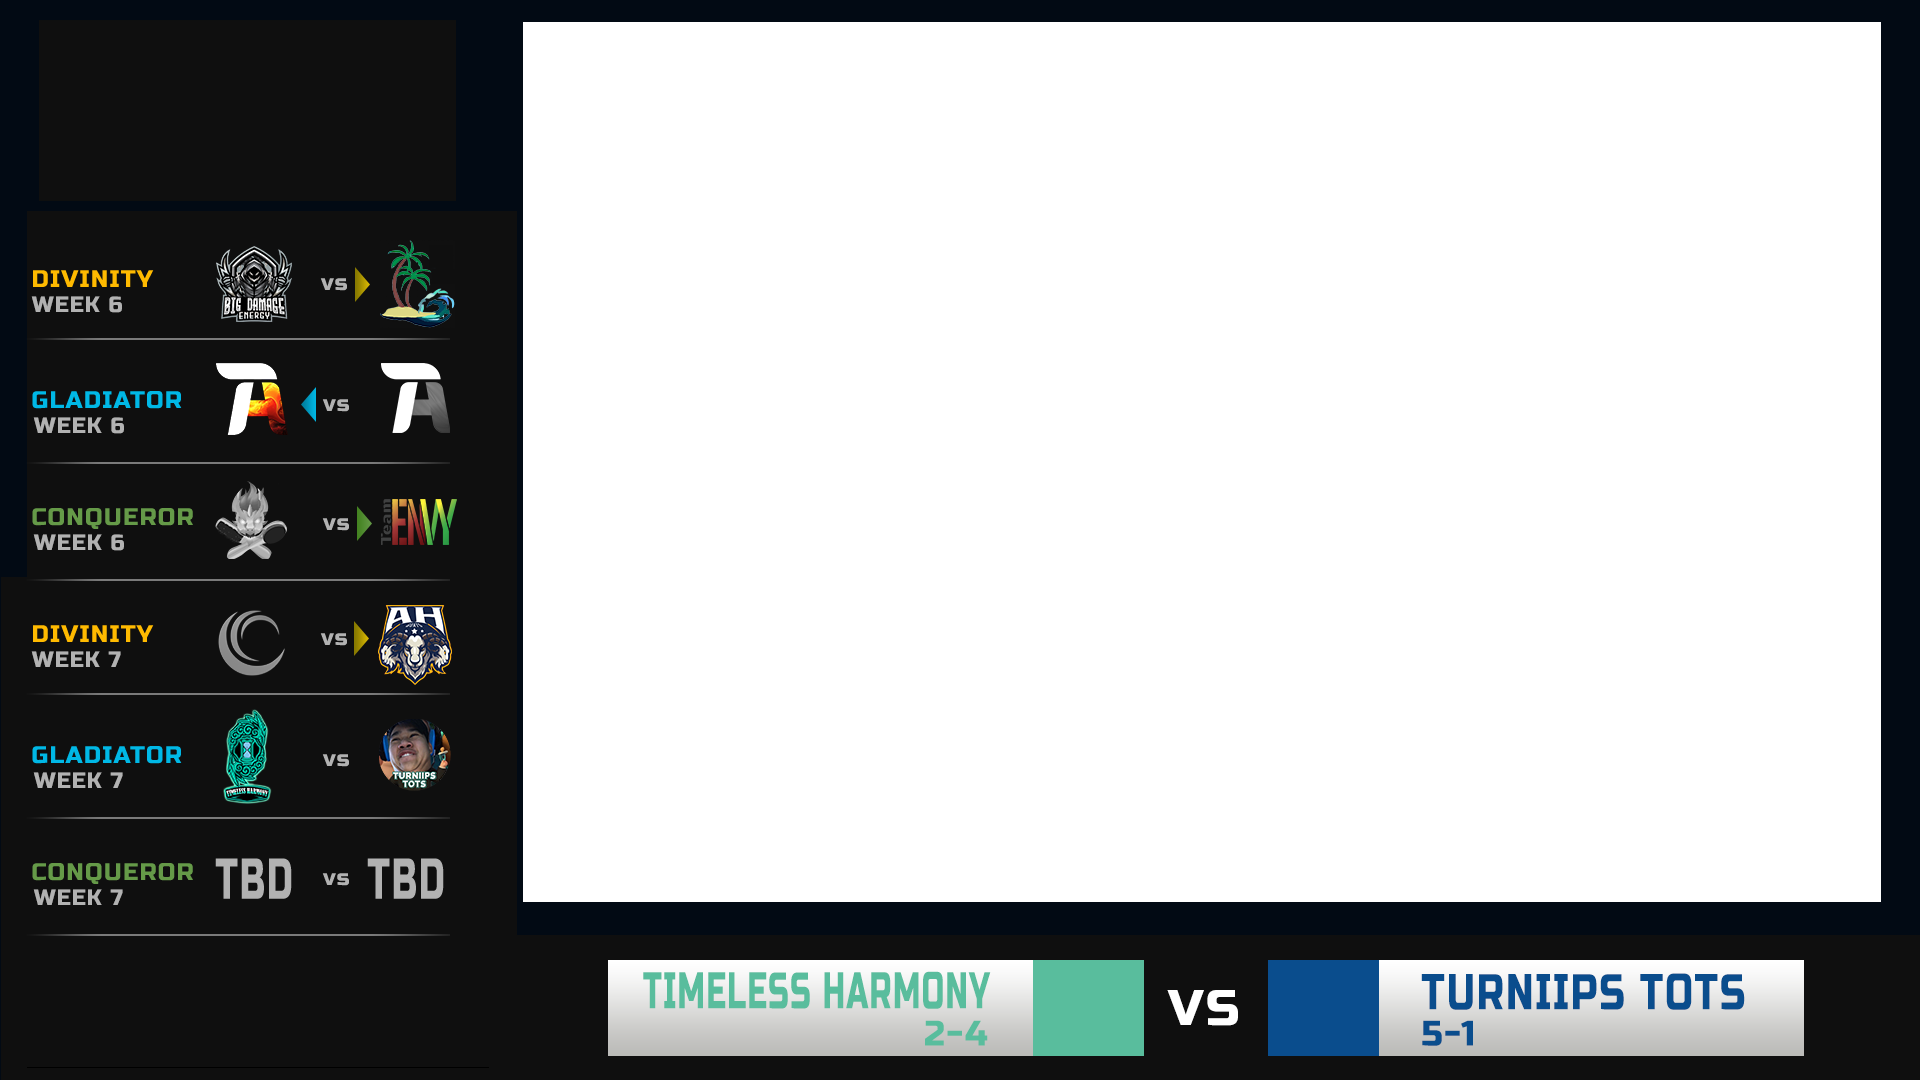 DIVINITY
WEEK 6
BIG DAMAGE
ENERGY
VS
GLADIATOR
WEEK 6
VS
CONQUEROR
WEEK 6
VS
Team ENVY
DIVINITY
WEEK 7
VS
AH
GLADIATOR
WEEK 7
TIMELESS HARMONY
VS
TURNIIPS
TOTS
CONQUEROR
WEEK 7
TBD
VS
TBD
TIMELESS HARMONY
2-4
VS
TURNIIPS TOTS
5-1